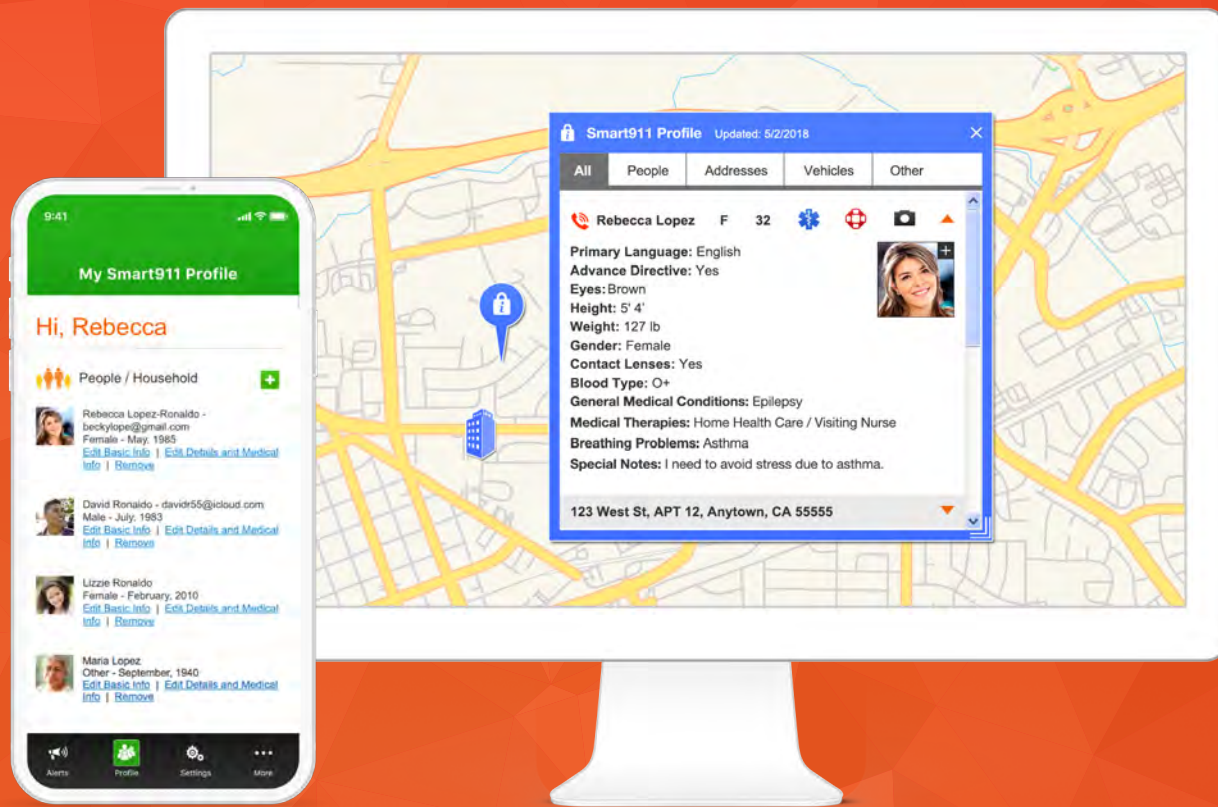 9:41
My Smart911 Profile
Hi, Rebecca
People / Household
Rebecca Lopez-Ronaldo -
beckylope@gmail.com
Female - May, 1985
Edit Basic Info | Edit Details and Medical
Info | Remove
David Ronaldo - davidr55@icloud.com
Male - July, 1983
Edit Basic Info | Edit Details and Medical
Info | Remove
Lizzie Ronaldo
Female - February, 2010
Edit Basic Info | Edit Details and Medical
Info | Remove
Maria Lopez
Other - September, 1940
Edit Basic Info | Edit Details and Medical
Info | Remove
Alerts Profile Settings More
Smart911 Profile Updated: 5/2/2018
All People Addresses Vehicles Other
Rebecca Lopez F 32
Primary Language: English
Advance Directive: Yes
Eyes: Brown
Height: 5' 4'
Weight: 127 lb
Gender: Female
Contact Lenses: Yes
Blood Type: O+
General Medical Conditions: Epilepsy
Medical Therapies: Home Health Care / Visiting Nurse
Breathing Problems: Asthma
Special Notes: I need to avoid stress due to asthma.
123 West St, APT 12, Anytown, CA 55555